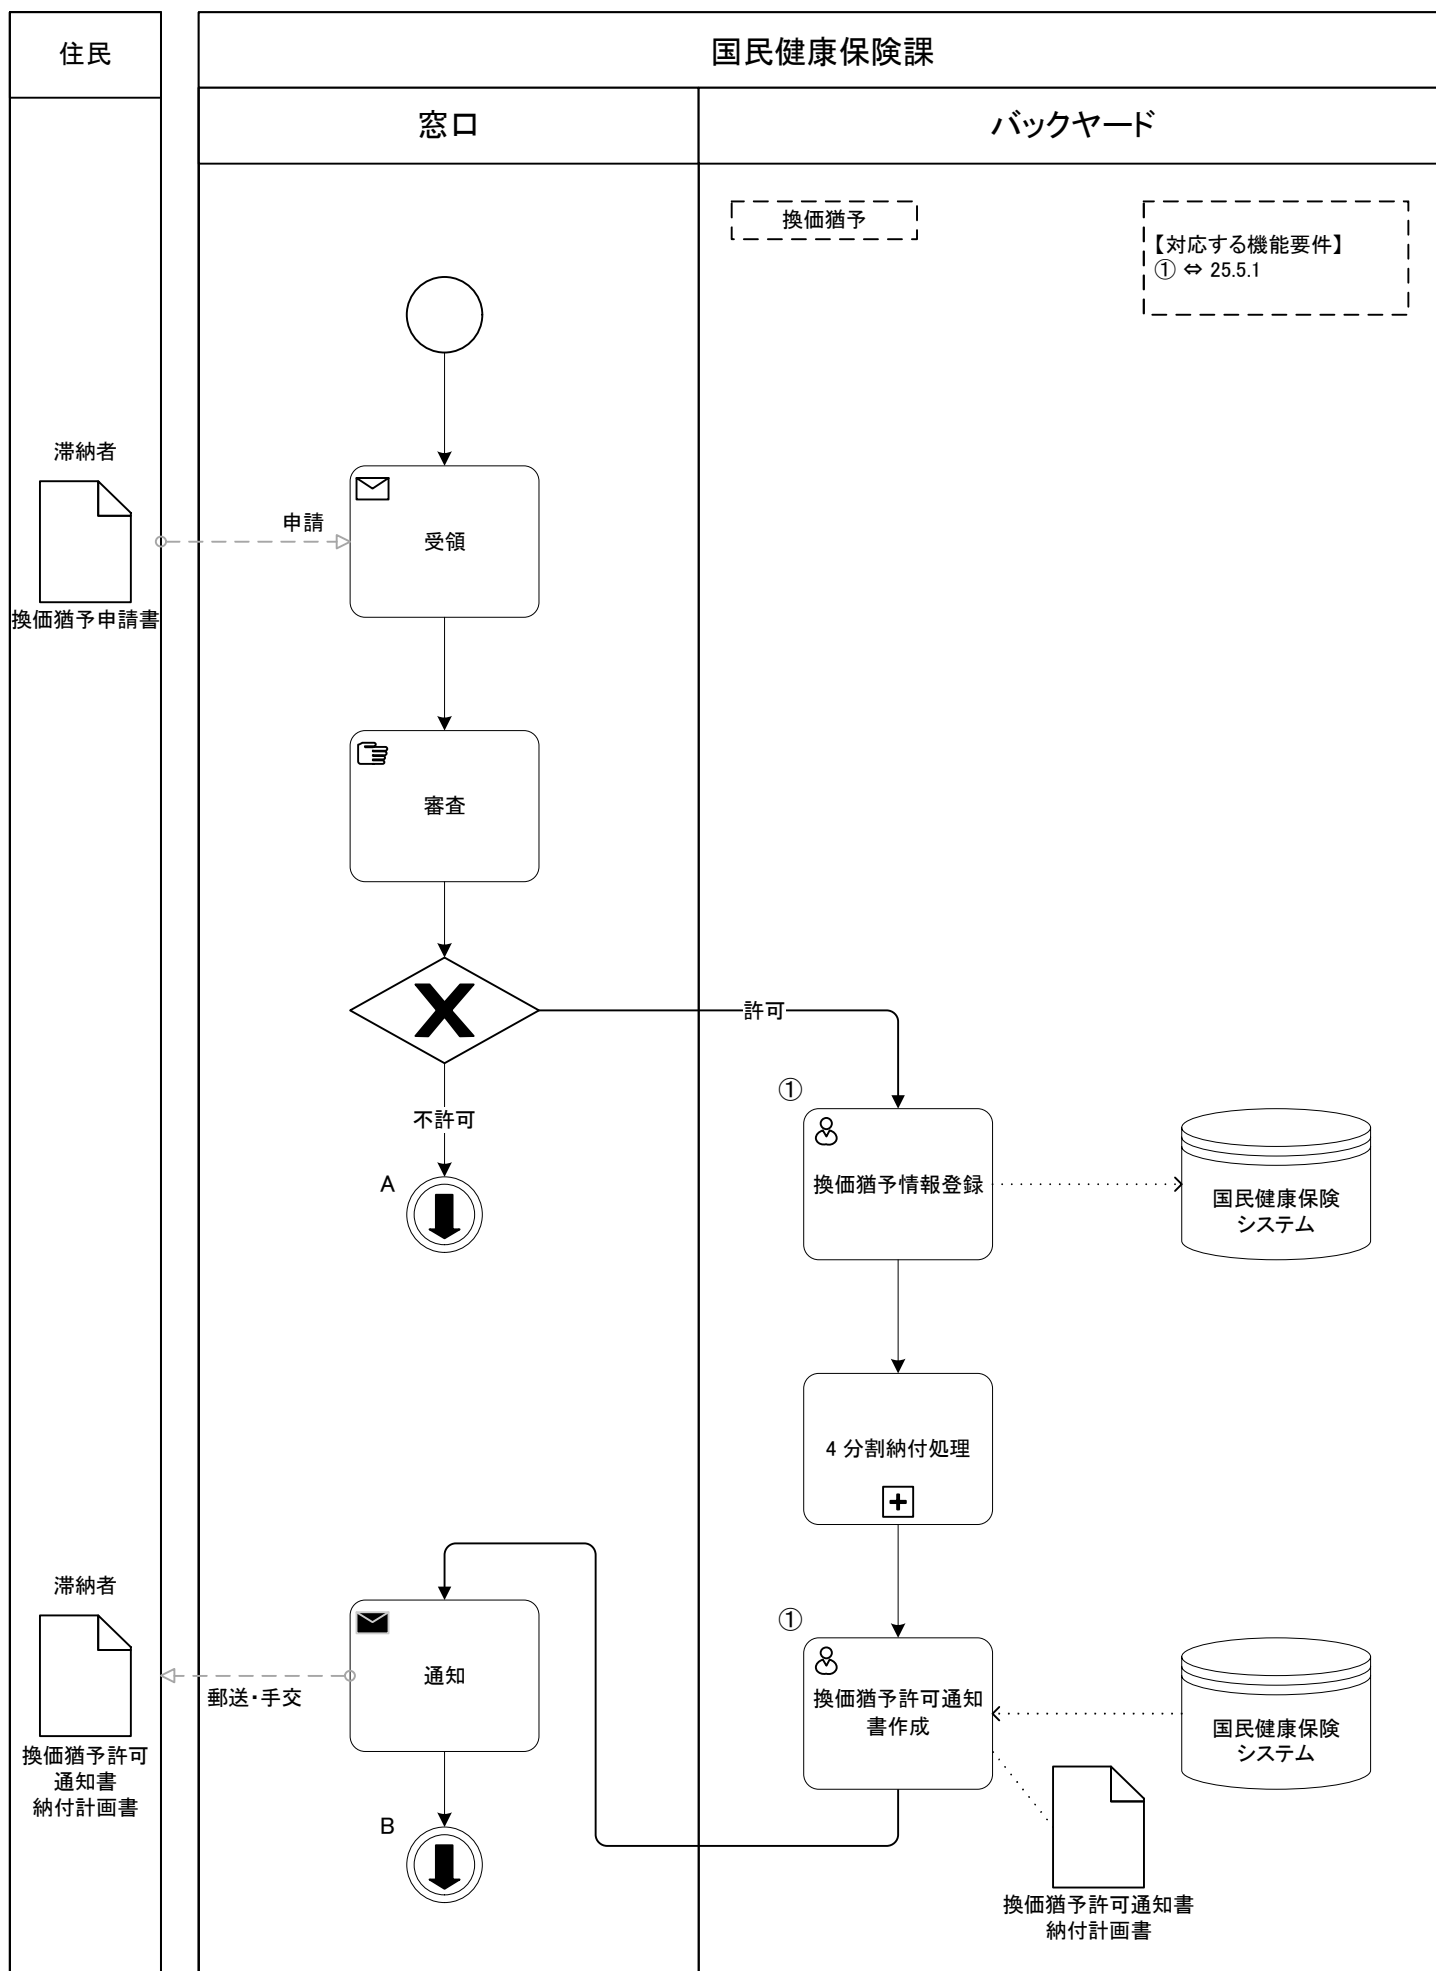 住民
国民健康保険課
窓口
バックヤード
換価猶予
【対応する機能要件】
① ⇔ 25.5.1
滞納者
換価猶予申請書
申請
受領
審査
許可
不許可
A
①
換価猶予情報登録
国民健康保険
システム
4 分割納付処理
滞納者
換価猶予許可
通知書
納付計画書
郵送・手交
通知
①
換価猶予許可通知
書作成
国民健康保険
システム
B
換価猶予許可通知書
納付計画書